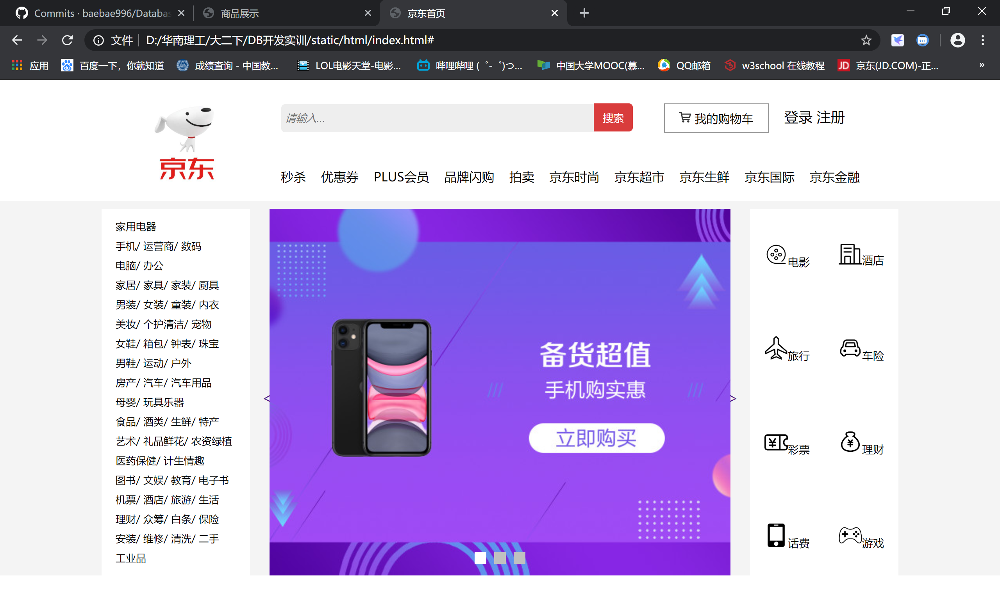 Commits · baebae996/Databas
商品展示
京东首页
文件 D:/华南理工/大二下/DB开发实训/static/html/index.html#
应用 百度一下，你就知道 成绩查询 - 中国教... LOL电影天堂-电影... 哔哩哔哩 ( ゜- ゜)つ... 中国大学MOOC(慕... QQ邮箱 w3school 在线教程 京东(JD.COM)-正... »
请输入... 搜索 我的购物车 登录 注册
京东
秒杀 优惠券 PLUS会员 品牌闪购 拍卖 京东时尚 京东超市 京东生鲜 京东国际 京东金融
家用电器
手机/ 运营商/ 数码
电脑/ 办公
家居/ 家具/ 家装/ 厨具
男装/ 女装/ 童装/ 内衣
美妆/ 个护清洁/ 宠物
女鞋/ 箱包/ 钟表/ 珠宝
男鞋/ 运动/ 户外
房产/ 汽车/ 汽车用品
母婴/ 玩具乐器
食品/ 酒类/ 生鲜/ 特产
艺术/ 礼品鲜花/ 农资绿植
医药保健/ 计生情趣
图书/ 文娱/ 教育/ 电子书
机票/ 酒店/ 旅游/ 生活
理财/ 众筹/ 白条/ 保险
安装/ 维修/ 清洗/ 二手
工业品
<
备货超值
手机购实惠
立即购买
>
电影 酒店
旅行 车险
彩票 理财
话费 游戏